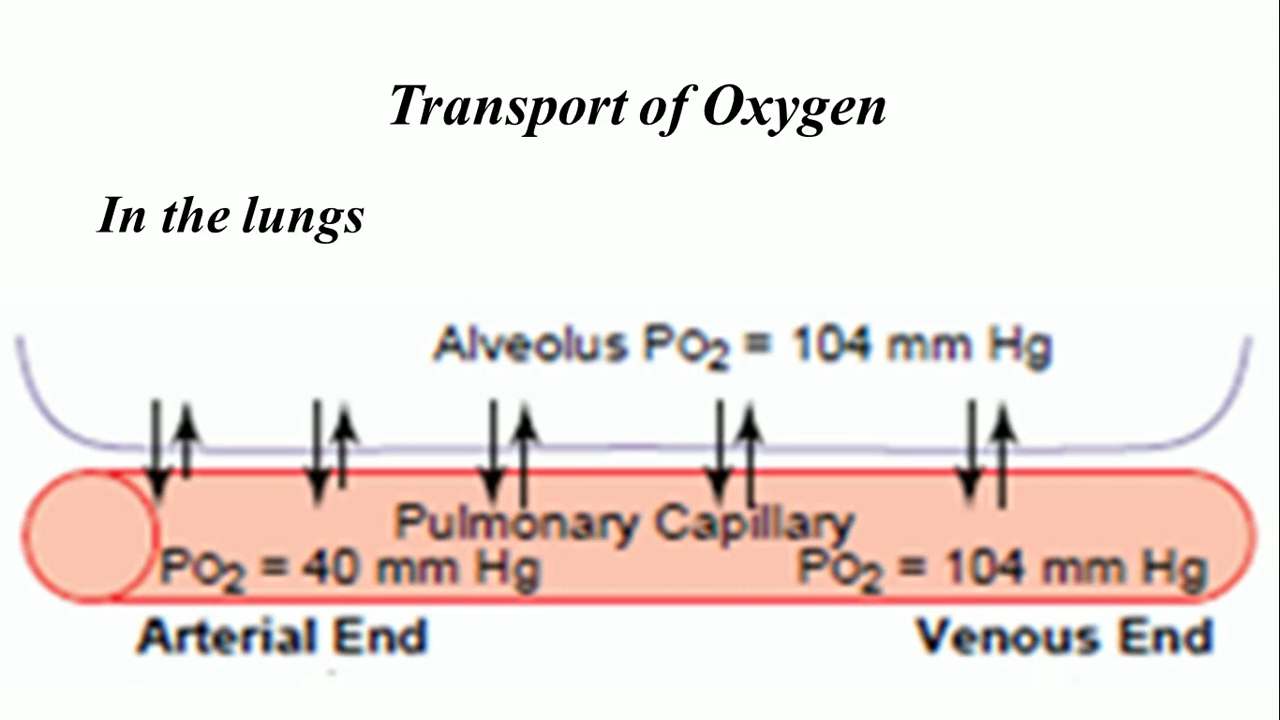 Transport of Oxygen
In the lungs
Alveolus PO₂ = 104 mm Hg
Pulmonary Capillary
PO₂ = 40 mm Hg
PO₂ = 104 mm Hg
Arterial End
Venous End